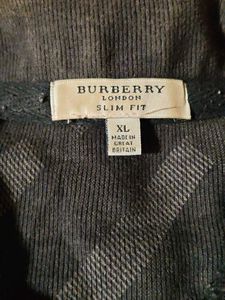 BURBERRY
LONDON
SLIM FIT
XL
MADE IN
GREAT
BRITAIN